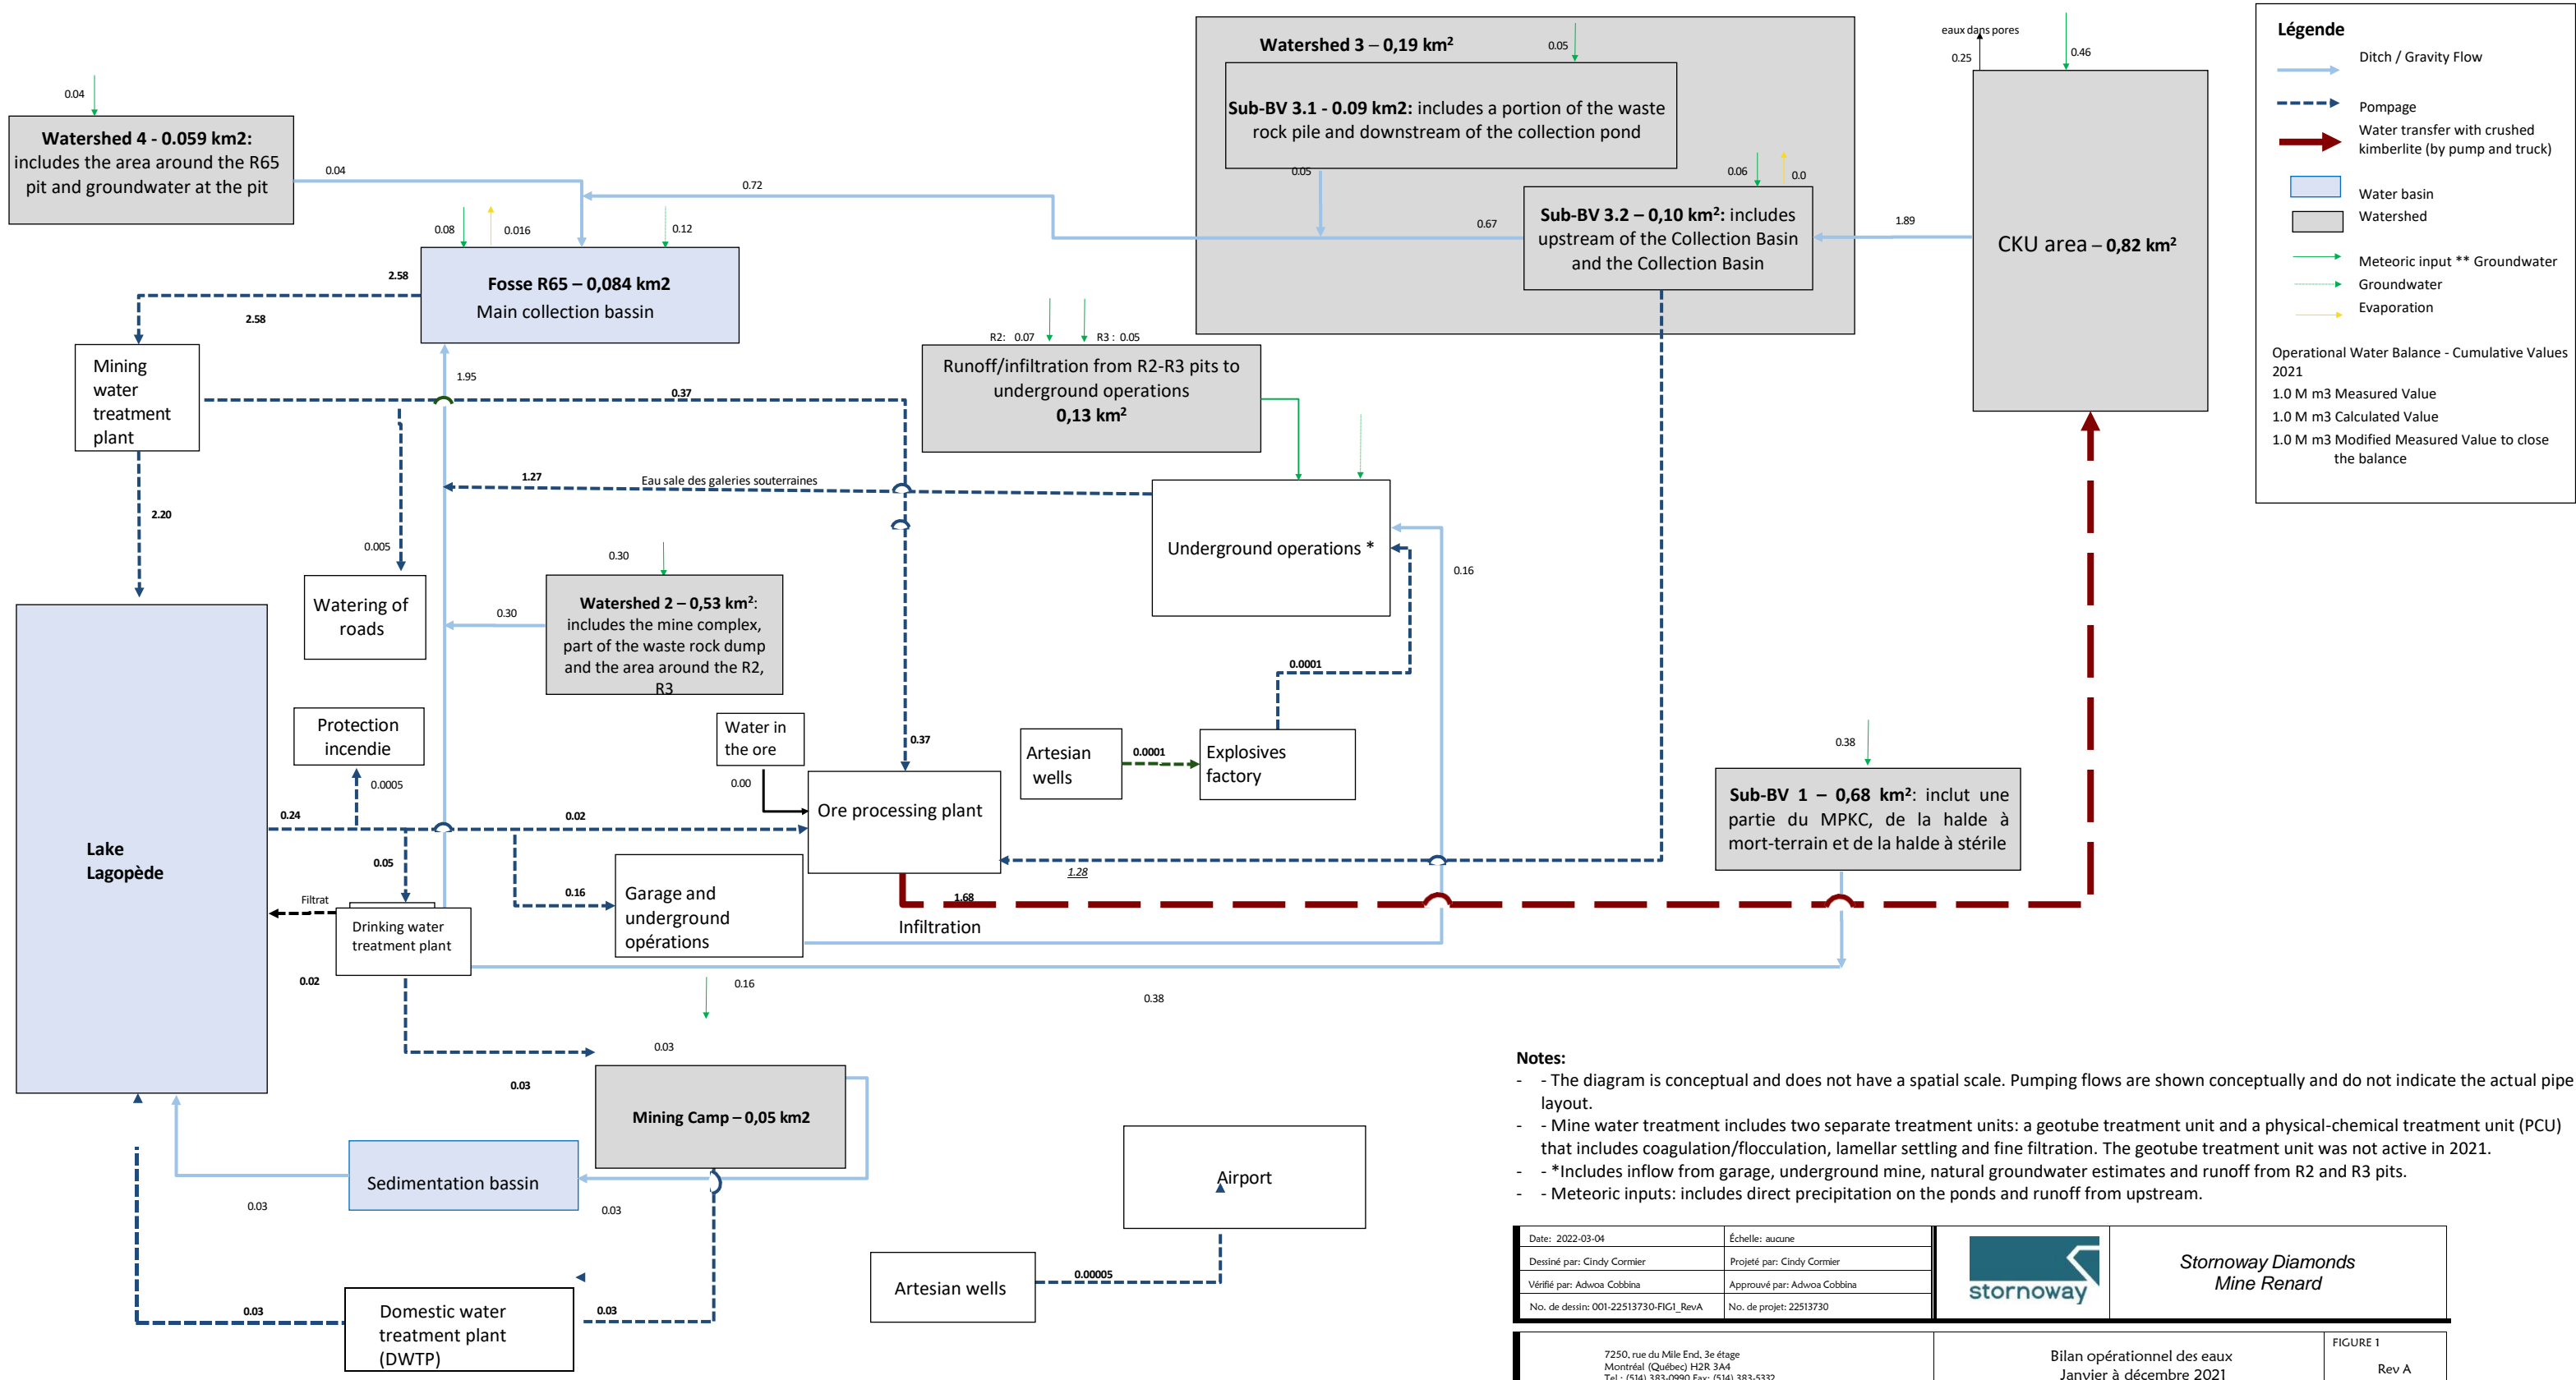 0.04
Watershed 4 - 0.059 km2:
includes the area around the R65
pit and groundwater at the pit
0.04
0.72
0.08
0.016
0.12
Fosse R65 – 0,084 km2
Main collection bassin
2.58
2.58
Mining
water
treatment
plant
1.95
0.37
2.20
0.005
Watering of
roads
Watershed 3 – 0,19 km2
0.05
Sub-BV 3.1 - 0.09 km2: includes a portion of the waste
rock pile and downstream of the collection pond
0.05
0.06
0.0
Sub-BV 3.2 – 0,10 km2: includes
upstream of the Collection Basin
and the Collection Basin
0.67
1.89
eaux dans pores
0.25
0.46
CKU area – 0,82 km2
R2: 0.07
R3 : 0.05
Runoff/infiltration from R2-R3 pits to
underground operations
0,13 km2
1.27
Eau sale des galeries souterraines
Underground operations *
0.16
0.30
0.30
Watershed 2 – 0,53 km2:
includes the mine complex,
part of the waste rock dump
and the area around the R2,
R3
0.0001
Protection
incendie
0.0005
Water in
the ore
0.00
0.37
Ore processing plant
Artesian
wells
0.0001
Explosives
factory
0.38
Sub-BV 1 – 0,68 km2: inclut une
partie du MPKC, de la halde à
mort-terrain et de la halde à stérile
Lake
Lagopède
0.24
0.02
0.05
0.16
Garage and
underground
opérations
1.28
1.68
Infiltration
Filtrat
Drinking water
treatment plant
0.02
0.16
0.38
0.03
0.03
Mining Camp – 0,05 km2
Sedimentation bassin
0.03
0.03
Airport
Artesian wells
0.00005
0.03
Domestic water
treatment plant
(DWTP)
0.03
Légende
Ditch / Gravity Flow
Pompage
Water transfer with crushed
kimberlite (by pump and truck)
Water basin
Watershed
Meteoric input ** Groundwater
Groundwater
Evaporation
Operational Water Balance - Cumulative Values
2021
1.0 M m3 Measured Value
1.0 M m3 Calculated Value
1.0 M m3 Modified Measured Value to close
the balance
Notes:
- - The diagram is conceptual and does not have a spatial scale. Pumping flows are shown conceptually and do not indicate the actual pipe
layout.
- - Mine water treatment includes two separate treatment units: a geotube treatment unit and a physical-chemical treatment unit (PCU)
that includes coagulation/flocculation, lamellar settling and fine filtration. The geotube treatment unit was not active in 2021.
- - *Includes inflow from garage, underground mine, natural groundwater estimates and runoff from R2 and R3 pits.
- - Meteoric inputs: includes direct precipitation on the ponds and runoff from upstream.
Date: 2022-03-04
Échelle: aucune
Dessiné par: Cindy Cormier
Projeté par: Cindy Cormier
Vérifié par: Adwoa Cobbina
Approuvé par: Adwoa Cobbina
No. de dessin: 001-22513730-FIG1_RevA
No. de projet: 22513730
stornoway
Stornoway Diamonds
Mine Renard
7250, rue du Mile End, 3e étage
Montréal (Québec) H2R 3A4
Tel.: (514) 383-0990 Fax: (514) 383-5332
Bilan opérationnel des eaux
Janvier à décembre 2021
FIGURE 1
Rev A